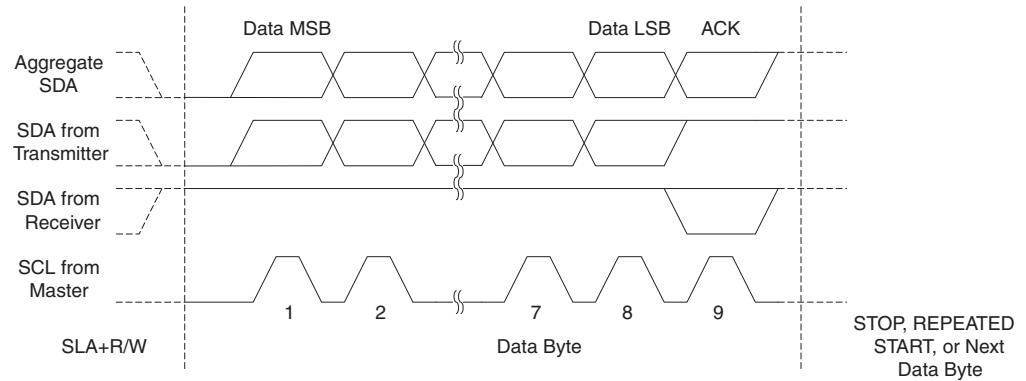 Data MSB
Data LSB
ACK
Aggregate
SDA
SDA from
Transmitter
SDA from
Receiver
SCL from
Master
1
2
7
8
9
SLA+R/W
Data Byte
STOP, REPEATED
START, or Next
Data Byte